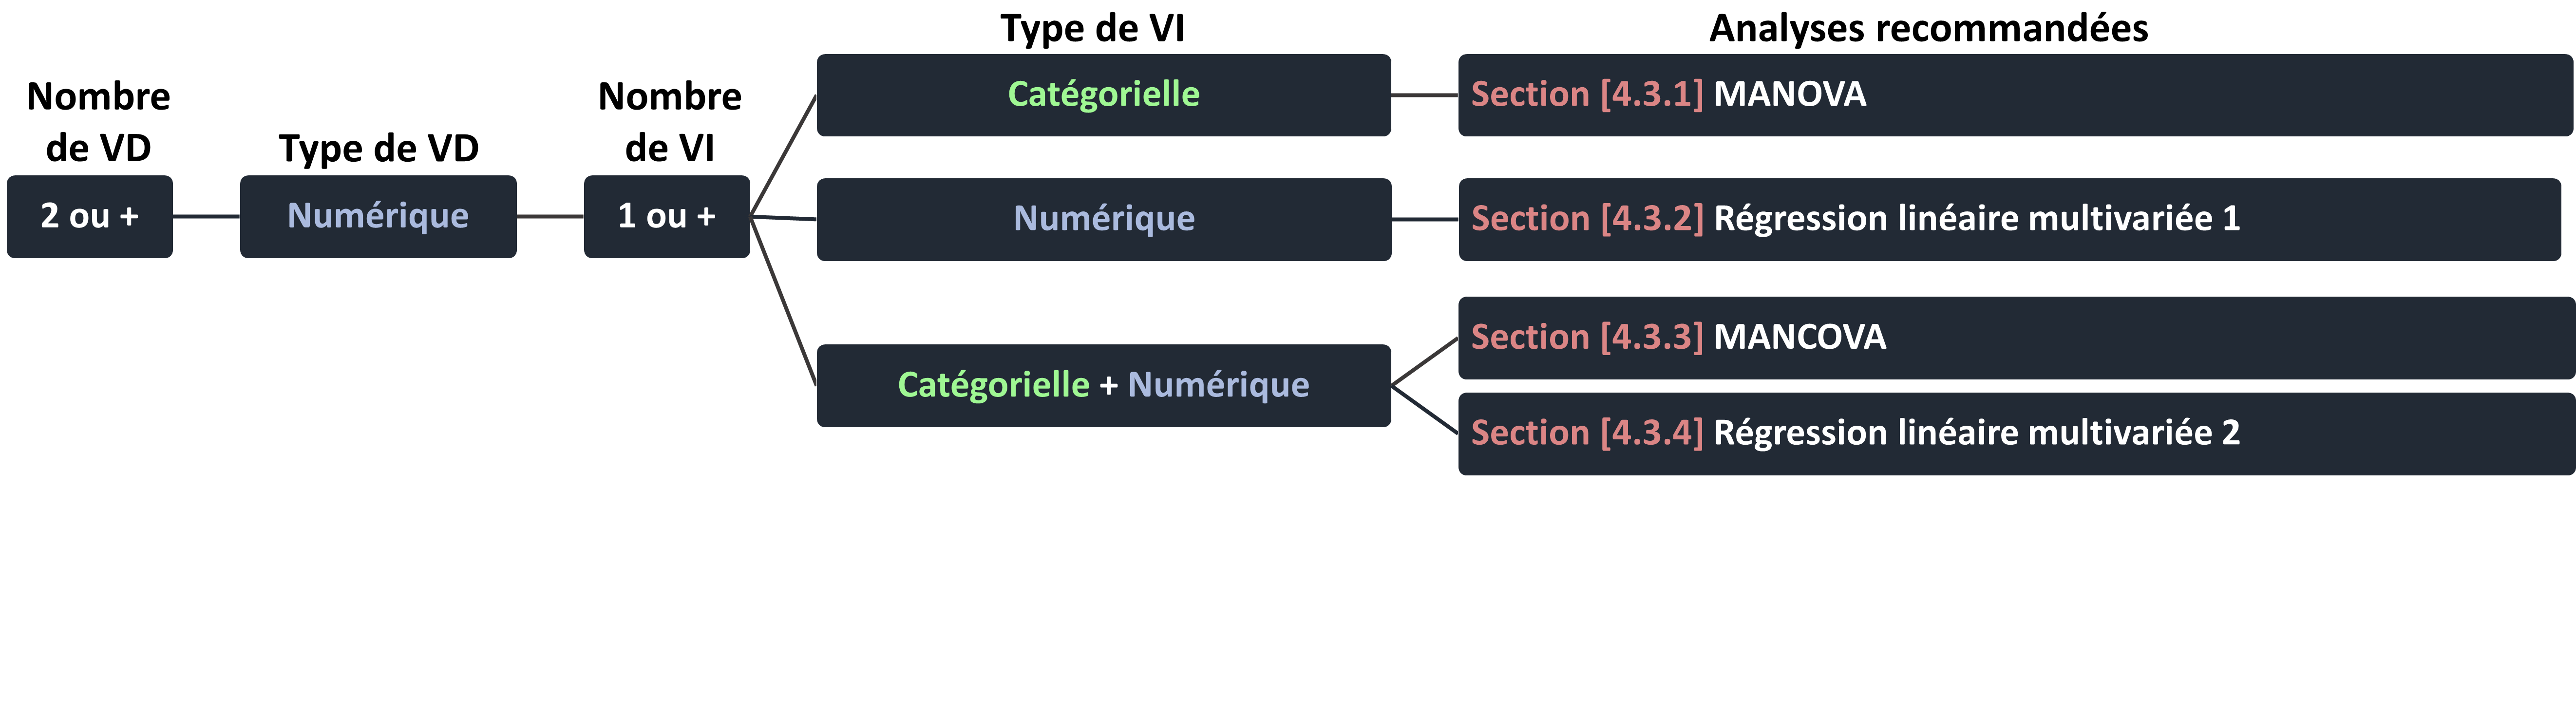 Type de VI
Analyses recommandées
Nombre
de VD
Type de VD
Nombre
de VI
2 ou +
Numérique
1 ou +
Catégorielle
Section [4.3.1] MANOVA
Numérique
Section [4.3.2] Régression linéaire multivariée 1
Catégorielle + Numérique
Section [4.3.3] MANCOVA
Section [4.3.4] Régression linéaire multivariée 2